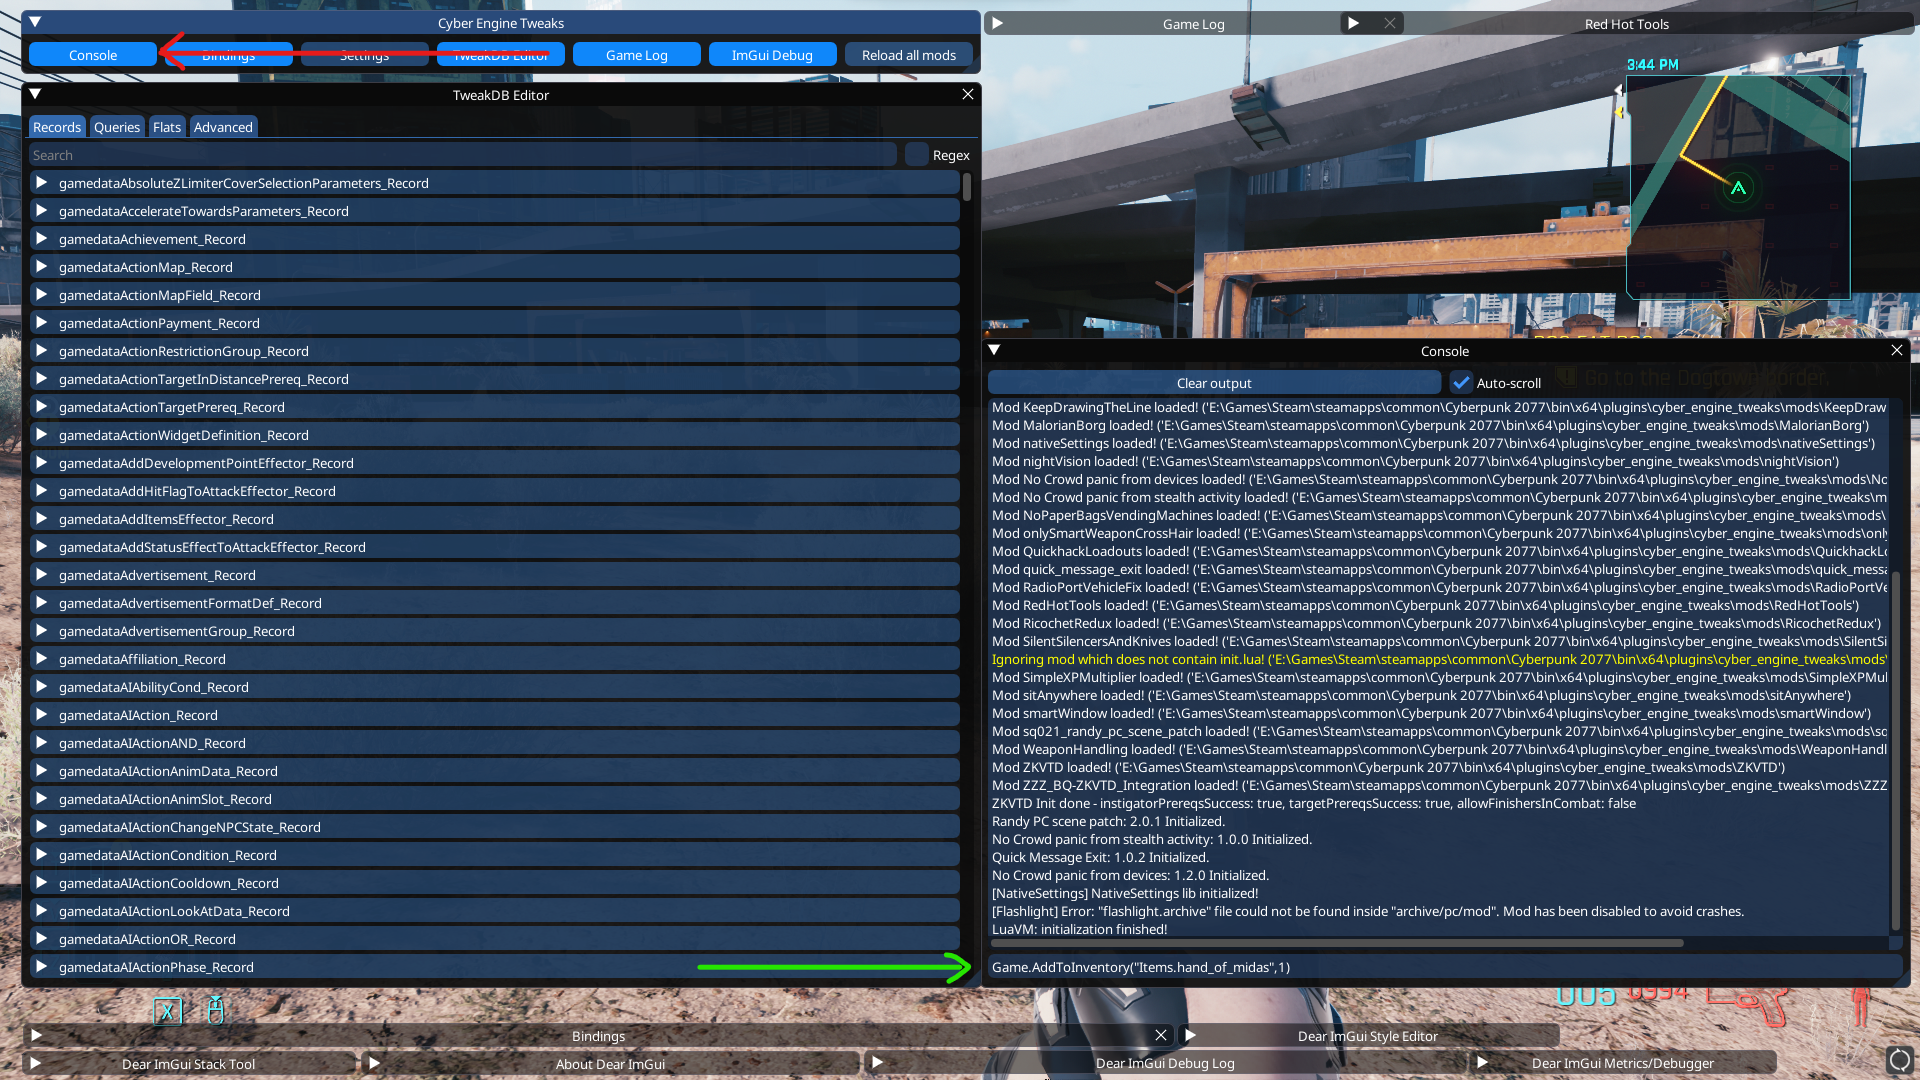 Cyber Engine Tweaks
Console
Bindings
Settings
TweakDB Editor
Game Log
ImGui Debug
Reload all mods
Game Log
Red Hot Tools
3:44 PM
TweakDB Editor
Records
Queries
Flats
Advanced
Search
Regex
gamedataAbsoluteZLimiterCoverSelectionParameters_Record
gamedataAccelerateTowardsParameters_Record
gamedataAchievement_Record
gamedataActionMap_Record
gamedataActionMapField_Record
gamedataActionPayment_Record
gamedataActionRestrictionGroup_Record
gamedataActionTargetInDistancePrereq_Record
gamedataActionTargetPrereq_Record
gamedataActionWidgetDefinition_Record
gamedataAddDevelopmentPointEffector_Record
gamedataAddHitFlagToAttackEffector_Record
gamedataAddItemsEffector_Record
gamedataAddStatusEffectToAttackEffector_Record
gamedataAdvertisement_Record
gamedataAdvertisementFormatDef_Record
gamedataAdvertisementGroup_Record
gamedataAffiliation_Record
gamedataAIAbilityCond_Record
gamedataAIAction_Record
gamedataAIActionAND_Record
gamedataAIActionAnimData_Record
gamedataAIActionAnimSlot_Record
gamedataAIActionChangeNPCState_Record
gamedataAIActionCondition_Record
gamedataAIActionCooldown_Record
gamedataAIActionLookAtData_Record
gamedataAIActionOR_Record
gamedataAIActionPhase_Record
Console
Clear output
Auto-scroll
Go to the Dogtown border.
Mod KeepDrawingTheLine loaded! ('E:\Games\Steam\steamapps\common\Cyberpunk 2077\bin\x64\plugins\cyber_engine_tweaks\mods\KeepDraw
Mod MalorianBorg loaded! ('E:\Games\Steam\steamapps\common\Cyberpunk 2077\bin\x64\plugins\cyber_engine_tweaks\mods\MalorianBorg')
Mod nativeSettings loaded! ('E:\Games\Steam\steamapps\common\Cyberpunk 2077\bin\x64\plugins\cyber_engine_tweaks\mods\nativeSettings')
Mod nightVision loaded! ('E:\Games\Steam\steamapps\common\Cyberpunk 2077\bin\x64\plugins\cyber_engine_tweaks\mods\nightVision')
Mod No Crowd panic from devices loaded! ('E:\Games\Steam\steamapps\common\Cyberpunk 2077\bin\x64\plugins\cyber_engine_tweaks\mods\No
Mod No Crowd panic from stealth activity loaded! ('E:\Games\Steam\steamapps\common\Cyberpunk 2077\bin\x64\plugins\cyber_engine_tweaks\m
Mod NoPaperBagsVendingMachines loaded! ('E:\Games\Steam\steamapps\common\Cyberpunk 2077\bin\x64\plugins\cyber_engine_tweaks\mods\
Mod onlySmartWeaponCrossHair loaded! ('E:\Games\Steam\steamapps\common\Cyberpunk 2077\bin\x64\plugins\cyber_engine_tweaks\mods\only
Mod QuickhackLoadouts loaded! ('E:\Games\Steam\steamapps\common\Cyberpunk 2077\bin\x64\plugins\cyber_engine_tweaks\mods\QuickhackLo
Mod quick_message_exit loaded! ('E:\Games\Steam\steamapps\common\Cyberpunk 2077\bin\x64\plugins\cyber_engine_tweaks\mods\quick_messa
Mod RadioPortVehicleFix loaded! ('E:\Games\Steam\steamapps\common\Cyberpunk 2077\bin\x64\plugins\cyber_engine_tweaks\mods\RadioPortVe
Mod RedHotTools loaded! ('E:\Games\Steam\steamapps\common\Cyberpunk 2077\bin\x64\plugins\cyber_engine_tweaks\mods\RedHotTools')
Mod RicochetRedux loaded! ('E:\Games\Steam\steamapps\common\Cyberpunk 2077\bin\x64\plugins\cyber_engine_tweaks\mods\RicochetRedux')
Mod SilentSilencersAndKnives loaded! ('E:\Games\Steam\steamapps\common\Cyberpunk 2077\bin\x64\plugins\cyber_engine_tweaks\mods\SilentSi
Ignoring mod which does not contain init.lua! ('E:\Games\Steam\steamapps\common\Cyberpunk 2077\bin\x64\plugins\cyber_engine_tweaks\mods\
Mod SimpleXPMultiplier loaded! ('E:\Games\Steam\steamapps\common\Cyberpunk 2077\bin\x64\plugins\cyber_engine_tweaks\mods\SimpleXPMul
Mod sitAnywhere loaded! ('E:\Games\Steam\steamapps\common\Cyberpunk 2077\bin\x64\plugins\cyber_engine_tweaks\mods\sitAnywhere')
Mod smartWindow loaded! ('E:\Games\Steam\steamapps\common\Cyberpunk 2077\bin\x64\plugins\cyber_engine_tweaks\mods\smartWindow')
Mod sq021_randy_pc_scene_patch loaded! ('E:\Games\Steam\steamapps\common\Cyberpunk 2077\bin\x64\plugins\cyber_engine_tweaks\mods\sq
Mod WeaponHandling loaded! ('E:\Games\Steam\steamapps\common\Cyberpunk 2077\bin\x64\plugins\cyber_engine_tweaks\mods\WeaponHandl
Mod ZKVTD loaded! ('E:\Games\Steam\steamapps\common\Cyberpunk 2077\bin\x64\plugins\cyber_engine_tweaks\mods\ZKVTD')
Mod ZZZ_BQ-ZKVTD_Integration loaded! ('E:\Games\Steam\steamapps\common\Cyberpunk 2077\bin\x64\plugins\cyber_engine_tweaks\mods\ZZZ
ZKVTD Init done - instigatorPrereqsSuccess: true, targetPrereqsSuccess: true, allowFinishersInCombat: false
Randy PC scene patch: 2.0.1 Initialized.
No Crowd panic from stealth activity: 1.0.0 Initialized.
Quick Message Exit: 1.0.2 Initialized.
No Crowd panic from devices: 1.2.0 Initialized.
[NativeSettings] NativeSettings lib initialized!
[Flashlight] Error: "flashlight.archive" file could not be found inside "archive/pc/mod". Mod has been disabled to avoid crashes.
LuaVM: initialization finished!
Game.AddToInventory("Items.hand_of_midas",1)
X
005
0994
Bindings
Dear ImGui Style Editor
Dear ImGui Stack Tool
About Dear ImGui
Dear ImGui Debug Log
Dear ImGui Metrics/Debugger